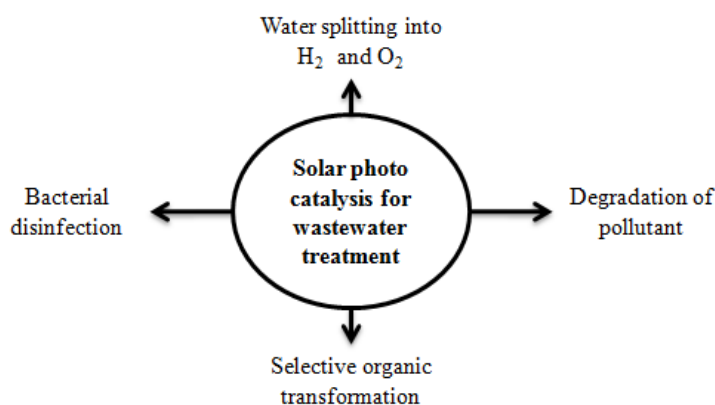 Water splitting into
H₂ and O₂
Solar photo
catalysis for
wastewater
treatment
Bacterial
disinfection
Degradation of
pollutant
Selective organic
transformation